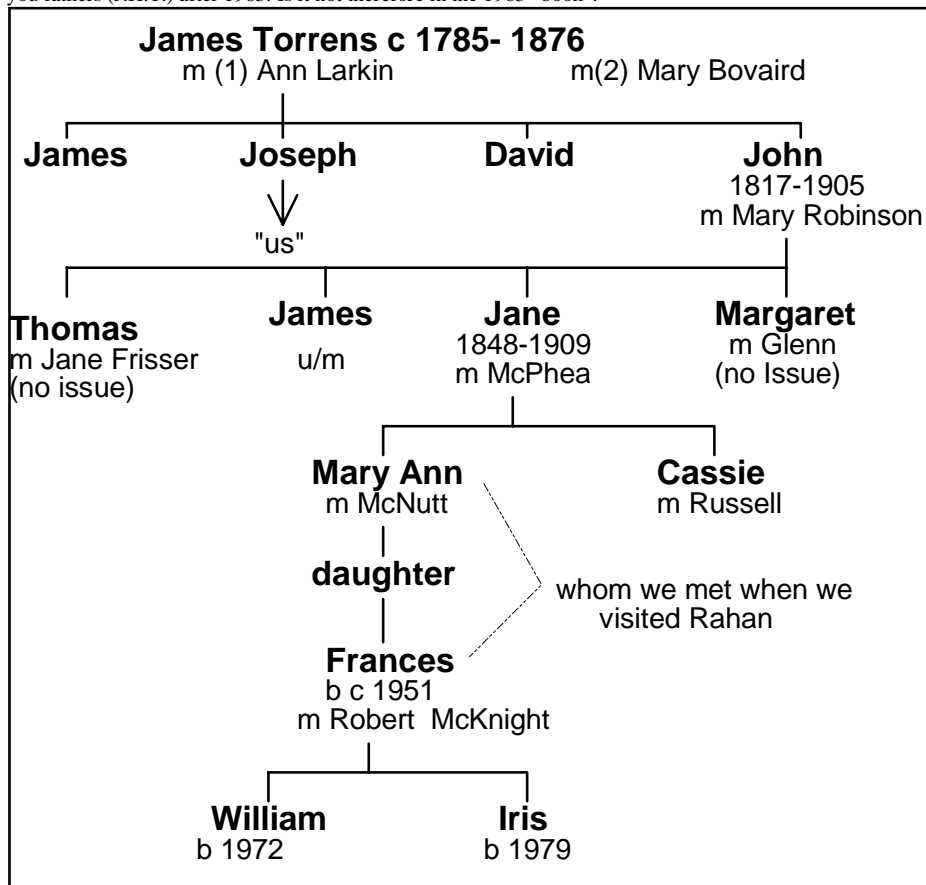 James Torrens c 1785- 1876
m (1) Ann Larkin m(2) Mary Bovaird
James Joseph David John
1817-1905
m Mary Robinson
"us"
Thomas James Jane Margaret
m Jane Frisser u/m 1848-1909 m Glenn
(no issue) m McPhea (no Issue)
Mary Ann Cassie
m McNutt m Russell
daughter
whom we met when we
visited Rahan
Frances
b c 1951
m Robert McKnight
William Iris
b 1972 b 1979